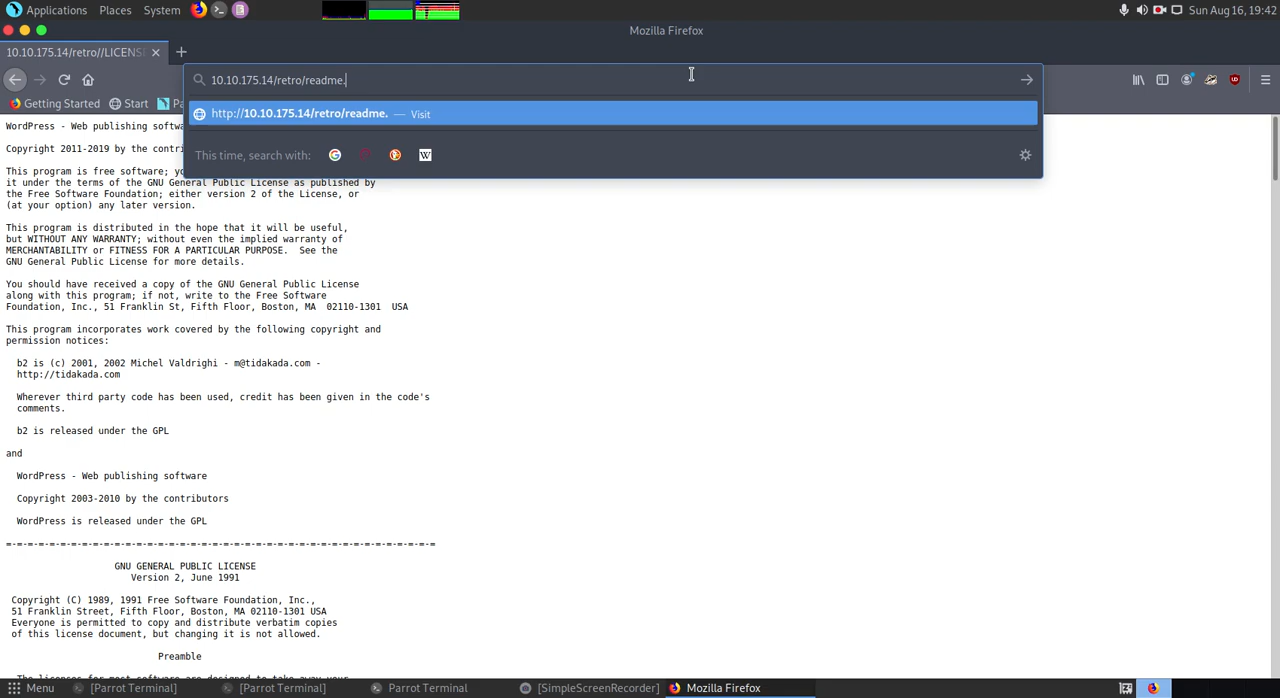 Applications Places System Sun Aug 16, 19:42
Mozilla Firefox
10.10.175.14/retro//LICENS
10.10.175.14/retro/readme.
Getting Started Start
http://10.10.175.14/retro/readme. — Visit
This time, search with:
WordPress - Web publishing softwa
Copyright 2011-2019 by the contri
This program is free software; yo
it under the terms of the GNU General Public License as published by
the Free Software Foundation; either version 2 of the License, or
(at your option) any later version.
This program is distributed in the hope that it will be useful,
but WITHOUT ANY WARRANTY; without even the implied warranty of
MERCHANTABILITY or FITNESS FOR A PARTICULAR PURPOSE.  See the
GNU General Public License for more details.
You should have received a copy of the GNU General Public License
along with this program; if not, write to the Free Software
Foundation, Inc., 51 Franklin St, Fifth Floor, Boston, MA  02110-1301  USA
This program incorporates work covered by the following copyright and
permission notices:
b2 is (c) 2001, 2002 Michel Valdrighi - m@tidakada.com -
http://tidakada.com
Wherever third party code has been used, credit has been given in the code's
comments.
b2 is released under the GPL
and
WordPress - Web publishing software
Copyright 2003-2010 by the contributors
WordPress is released under the GPL
=-=-=-=-=-=-=-=-=-=-=-=-=-=-=-=-=-=-=-=-=-=-=-=-=-=-=-=-=-=-=-=-=-=-=-=-=-=-=-=
GNU GENERAL PUBLIC LICENSE
Version 2, June 1991
Copyright (C) 1989, 1991 Free Software Foundation, Inc.,
51 Franklin Street, Fifth Floor, Boston, MA 02110-1301 USA
Everyone is permitted to copy and distribute verbatim copies
of this license document, but changing it is not allowed.
Preamble
Menu [Parrot Terminal] [Parrot Terminal] Parrot Terminal [SimpleScreenRecorder] Mozilla Firefox